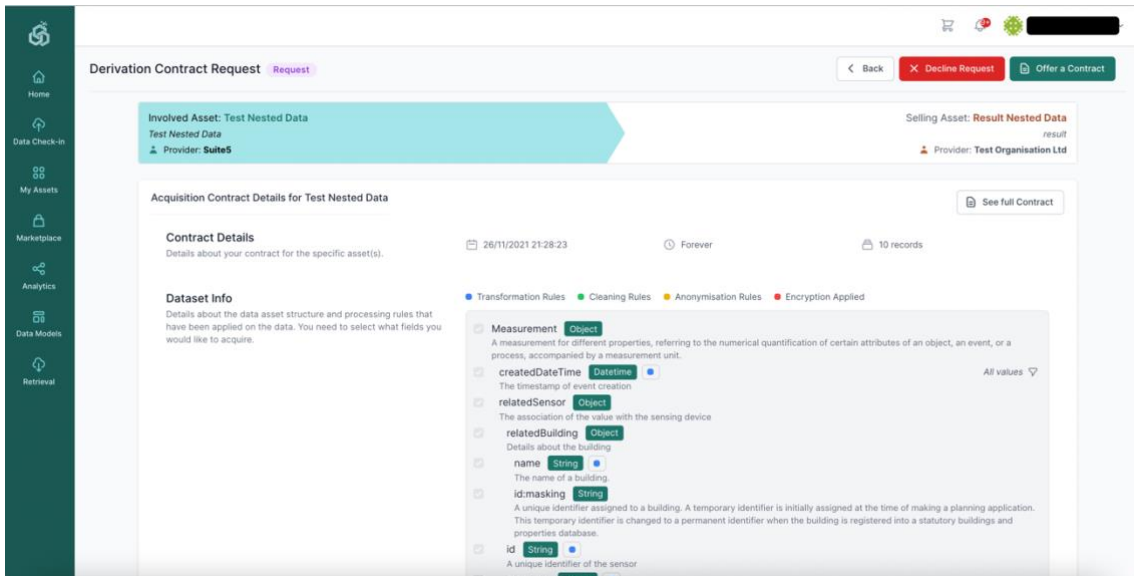 Derivation Contract Request Request
Back
Decline Request
Offer a Contract
Home
Data Check-in
My Assets
Marketplace
Analytics
Data Models
Retrieval
Involved Asset: Test Nested Data
Test Nested Data
Provider: Suite5
Selling Asset: Result Nested Data
result
Provider: Test Organisation Ltd
Acquisition Contract Details for Test Nested Data
See full Contract
Contract Details
Details about your contract for the specific asset(s).
26/11/2021 21:28:23
Forever
10 records
Dataset Info
Details about the data asset structure and processing rules that
have been applied on the data. You need to select what fields you
would like to acquire.
Transformation Rules Cleaning Rules Anonymisation Rules Encryption Applied
Measurement Object
A measurement for different properties, referring to the numerical quantification of certain attributes of an object, an event, or a
process, accompanied by a measurement unit.
createdDateTime Datetime
All values
The timestamp of event creation
relatedSensor Object
The association of the value with the sensing device
relatedBuilding Object
Details about the building
name String
The name of a building.
id:masking String
A unique identifier assigned to a building. A temporary identifier is initially assigned at the time of making a planning application.
This temporary identifier is changed to a permanent identifier when the building is registered into a statutory buildings and
properties database.
id String
A unique identifier of the sensor